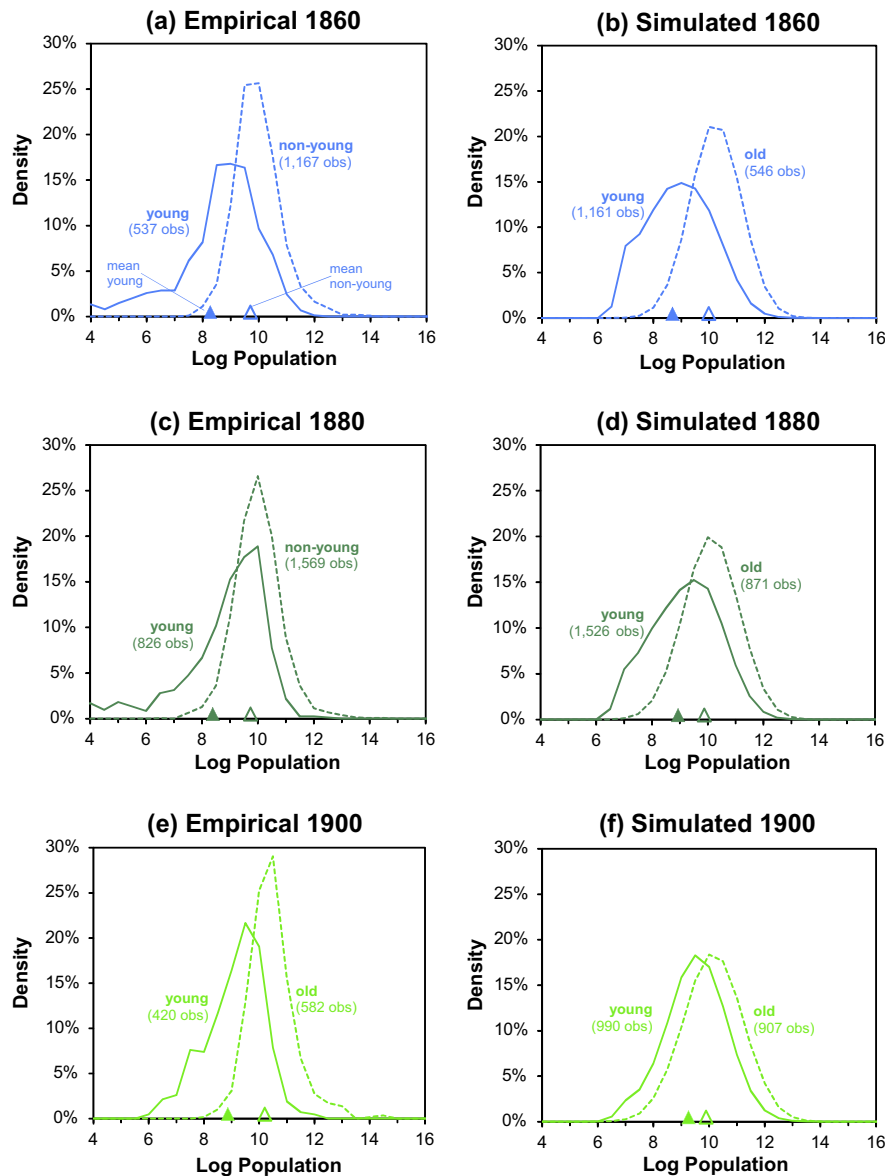 (a) Empirical 1860
30%
25%
20%
15%
10%
5%
0%
Density
non-young
(1,167 obs)
young
(537 obs)
mean
young
mean
non-young
4 6 8 10 12 14 16
Log Population
(b) Simulated 1860
30%
25%
20%
15%
10%
5%
0%
Density
old
(546 obs)
young
(1,161 obs)
4 6 8 10 12 14 16
Log Population
(c) Empirical 1880
30%
25%
20%
15%
10%
5%
0%
Density
non-young
(1,569 obs)
young
(826 obs)
4 6 8 10 12 14 16
Log Population
(d) Simulated 1880
30%
25%
20%
15%
10%
5%
0%
Density
old
(871 obs)
young
(1,526 obs)
4 6 8 10 12 14 16
Log Population
(e) Empirical 1900
30%
25%
20%
15%
10%
5%
0%
Density
young
(420 obs)
old
(582 obs)
4 6 8 10 12 14 16
Log Population
(f) Simulated 1900
30%
25%
20%
15%
10%
5%
0%
Density
young
(990 obs)
old
(907 obs)
4 6 8 10 12 14 16
Log Population